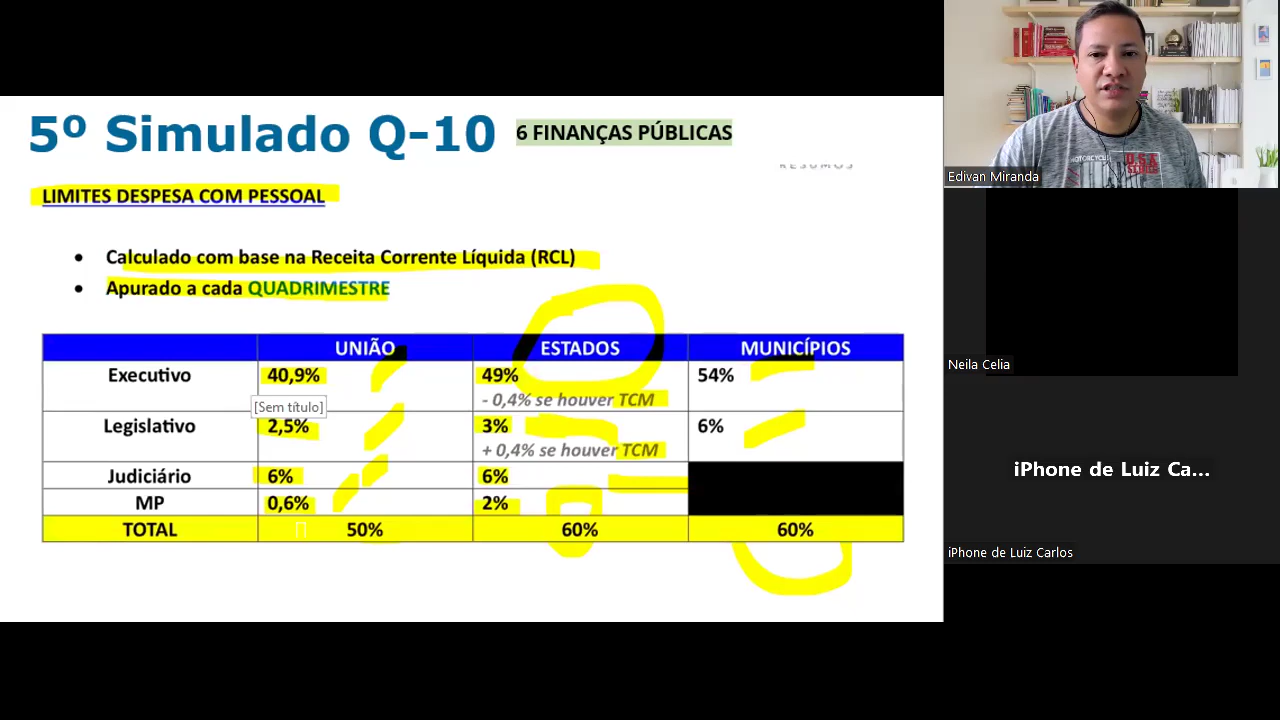 5º Simulado Q-10
6 FINANÇAS PÚBLICAS
RESUMOS
LIMITES DESPESA COM PESSOAL
• Calculado com base na Receita Corrente Líquida (RCL)
• Apurado a cada QUADRIMESTRE
UNIÃO ESTADOS MUNICÍPIOS
Executivo 40,9% 49% 54%
- 0,4% se houver TCM
[Sem título]
Legislativo 2,5% 3% 6%
+ 0,4% se houver TCM
Judiciário 6% 6%
MP 0,6% 2%
TOTAL 50% 60% 60%
Edivan Miranda
Neila Celia
iPhone de Luiz Ca...
iPhone de Luiz Carlos
MOTORCYCLE
U.S.A